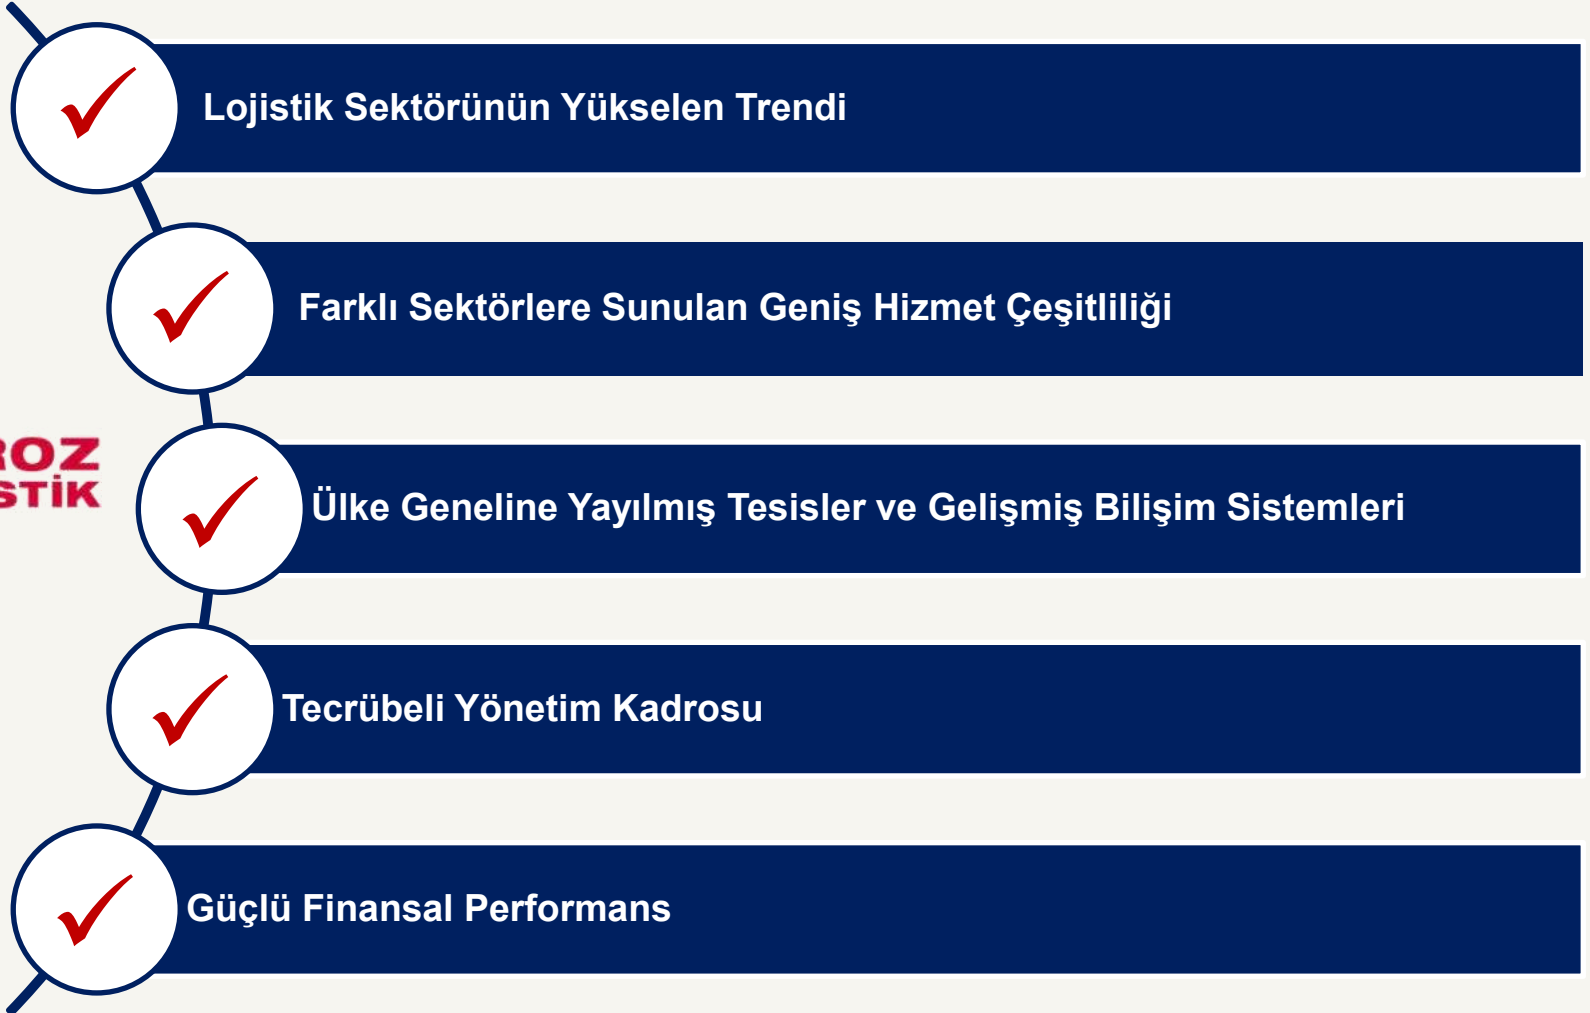 Lojistik Sektörünün Yükselen Trendi
Farklı Sektörlere Sunulan Geniş Hizmet Çeşitliliği
Ülke Geneline Yayılmış Tesisler ve Gelişmiş Bilişim Sistemleri
Tecrübeli Yönetim Kadrosu
Güçlü Finansal Performans